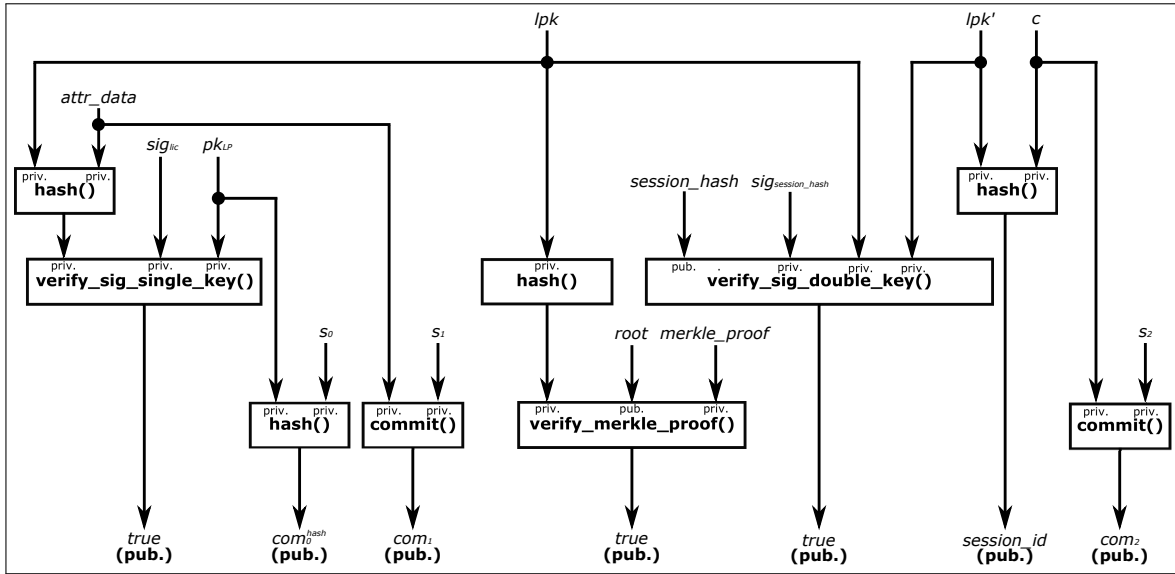 lpk lpk' c
attr_data
sig_lic pk_LP
priv. priv. priv. priv.
hash() session_hash sig_session_hash hash()
priv. priv. priv. priv. pub. . priv. priv. priv.
verify_sig_single_key() hash() verify_sig_double_key()
s₀ s₁ root merkle_proof s₂
priv. priv. priv. priv. priv. pub. priv. priv. priv.
hash() commit() verify_merkle_proof() commit()
true com₀^hash com₁ true true session_id com₂
(pub.) (pub.) (pub.) (pub.) (pub.) (pub.) (pub.)